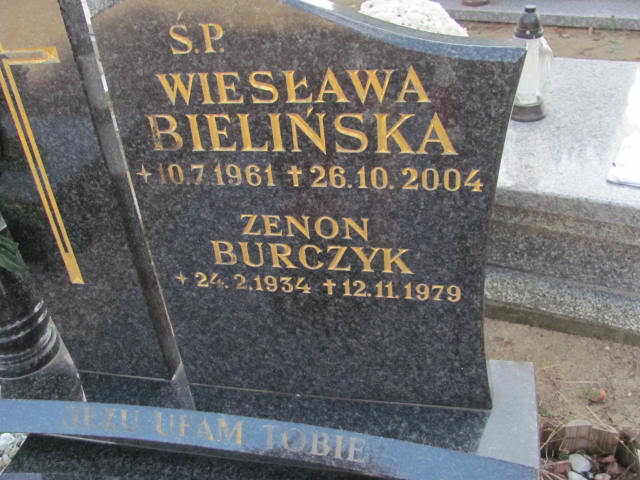 Ś.P.
WIESŁAWA
BIELIŃSKA
+10.7.1961 †26.10.2004
ZENON
BURCZYK
+24.2.1934 †12.11.1979
JEZU UFAM TOBIE